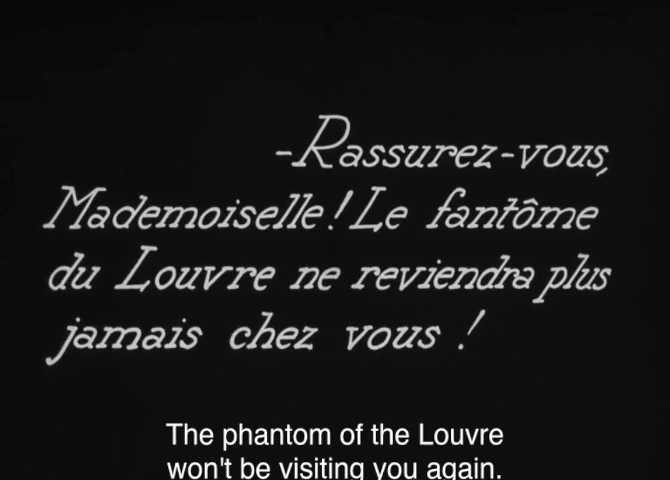 -Rassurez-vous,
Mademoiselle! Le fantôme
du Louvre ne reviendra plus
jamais chez vous !
The phantom of the Louvre
won't be visiting you again.